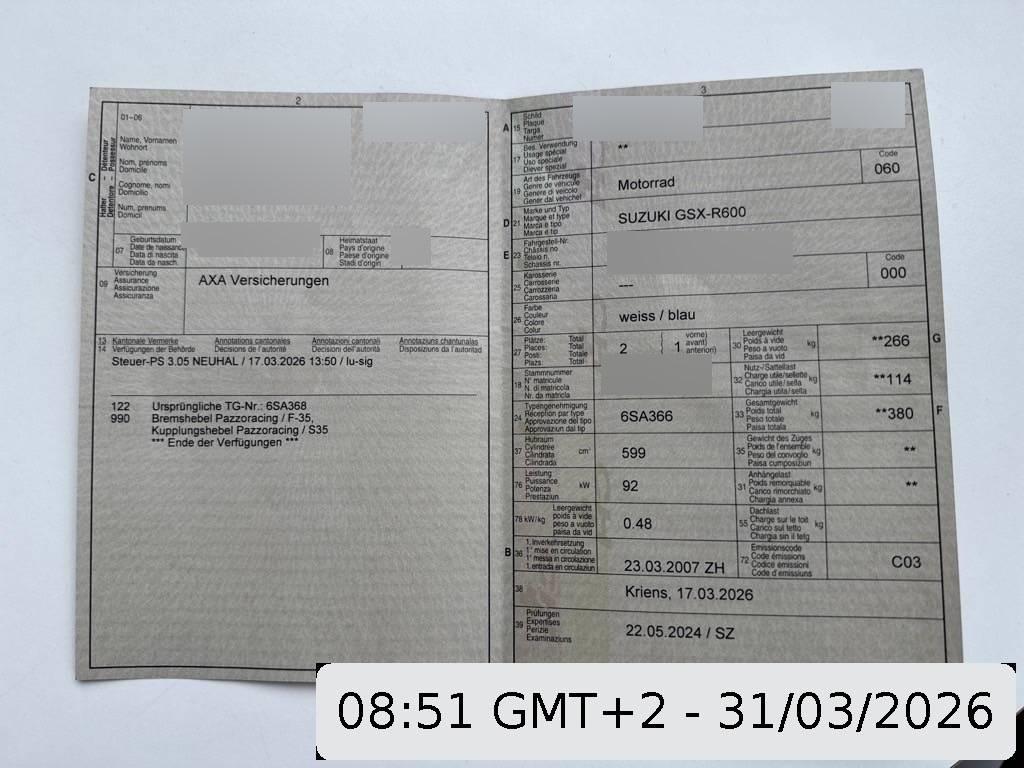 2
01-06
Name, Vornamen
Wohnort
Nom, prénoms
Domicile
Cognome, nomi
Domicilio
Num, prenums
Domicil
C
Halter - Détenteur
Detentore - Possessur
07
Geburtsdatum
Date de naissanc.
Data di nascita
Data da nasch.
08
Heimatstaat
Pays d'origine
Paese d'origine
Stadi d'origin
09
Versicherung
Assurance
Assicurazione
Assicuranza
AXA Versicherungen
13 Kantonale Vermerke Annotations cantonales Annotazioni cantonali Annotaziuns chantunalas
14 Verfügungen der Behörde Décisions de l'autorité Decisioni dell'autorità Disposiziuns da l'autoritad
Steuer-PS 3.05 NEUHAL / 17.03.2026 13:50 / lu-sig
122 Ursprüngliche TG-Nr.: 6SA368
990 Bremshebel Pazzoracing / F-35,
Kupplungshebel Pazzoracing / S35
*** Ende der Verfügungen ***
3
A 15
Schild
Plaque
Targa
Numer
17
Bes. Verwendung
Usage spécial
Uso speciale
Diever spezial
**
19
Art des Fahrzeugs
Genre de véhicule
Genere di veicolo
Gener dal vehichel
Motorrad
Code
060
D 21
Marke und Typ
Marque et type
Marca e tipo
Marca e tip
SUZUKI GSX-R600
E 23
Fahrgestell-Nr.
Châssis no
Telaio n.
Schassis nr.
25
Karosserie
Carrosserie
Carrozzeria
Carossaria
---
Code
000
26
Farbe
Couleur
Colore
Colur
weiss / blau
27
Plätze: Total
Places: Total
Posti: Totale
Plazs: Total
2
1
vorne)
avant)
anteriori)
30
Leergewicht
Poids à vide
Peso a vuoto
Paisa da vid
kg
**266
G
18
Stammnummer
N° matricule
N. di matricola
Nr. da matricla
32
Nutz-/Sattellast
Charge utile/sellette
Carico utile/sella
Chargia utila/sella
kg
**114
24
Typengenehmigung
Réception par type
Approvazione del tipo
Approvaziun dal tip
6SA366
33
Gesamtgewicht
Poids total
Peso totale
Paisa totala
kg
**380
F
37
Hubraum
Cylindrée
Cilindrata
Cilindrada
cm³
599
35
Gewicht des Zuges
Poids de l'ensemble
Peso del convoglio
Paisa cumposiziun
kg
**
76
Leistung
Puissance
Potenza
Prestaziun
kW
92
31
Anhängelast
Poids remorquable
Carico rimorchiato
Chargia annexa
kg
**
78 kW/kg
Leergewicht
poids à vide
peso a vuoto
paisa da vid
0.48
55
Dachlast
Charge sur le toit
Carico sul tetto
Chargia sin il tetg
kg
B 36
1. Inverkehrsetzung
1re mise en circulation
1a messa in circolazione
1. entrada en circulaziun
23.03.2007 ZH
72
Emissionscode
Code émissions
Codice emissioni
Code d'emissiuns
C03
38
Kriens, 17.03.2026
39
Prüfungen
Expertises
Perizie
Examinaziuns
22.05.2024 / SZ
08:51 GMT+2 - 31/03/2026